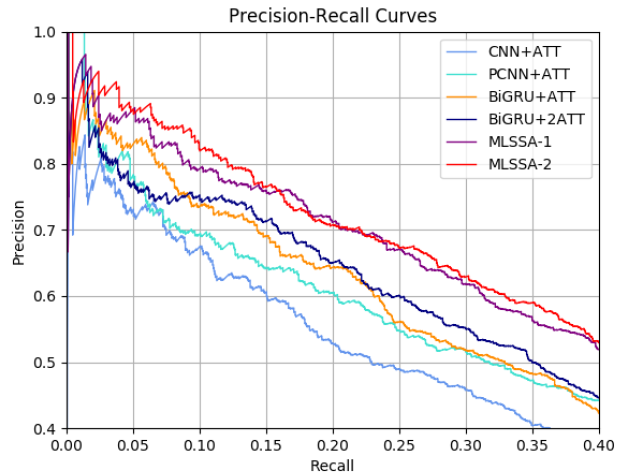 Precision-Recall Curves
Precision
1.0
0.9
0.8
0.7
0.6
0.5
0.4
CNN+ATT
PCNN+ATT
BiGRU+ATT
BiGRU+2ATT
MLSSA-1
MLSSA-2
0.00 0.05 0.10 0.15 0.20 0.25 0.30 0.35 0.40
Recall